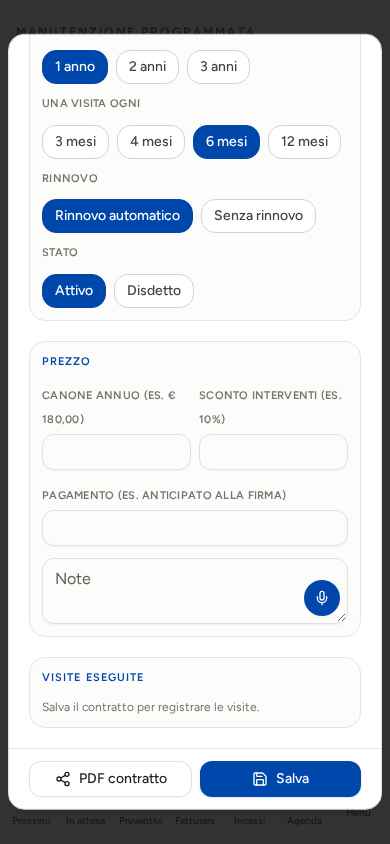 MANUTENZIONE PROGRAMMATA
1 anno
2 anni
3 anni
UNA VISITA OGNI
3 mesi
4 mesi
6 mesi
12 mesi
RINNOVO
Rinnovo automatico
Senza rinnovo
STATO
Attivo
Disdetto
PREZZO
CANONE ANNUO (ES. €
180,00)
SCONTO INTERVENTI (ES.
10%)
PAGAMENTO (ES. ANTICIPATO ALLA FIRMA)
Note
VISITE ESEGUITE
Salva il contratto per registrare le visite.
PDF contratto
Salva
In attesa
Preventivi
Fatturare
Incassi
Agenda
Menu